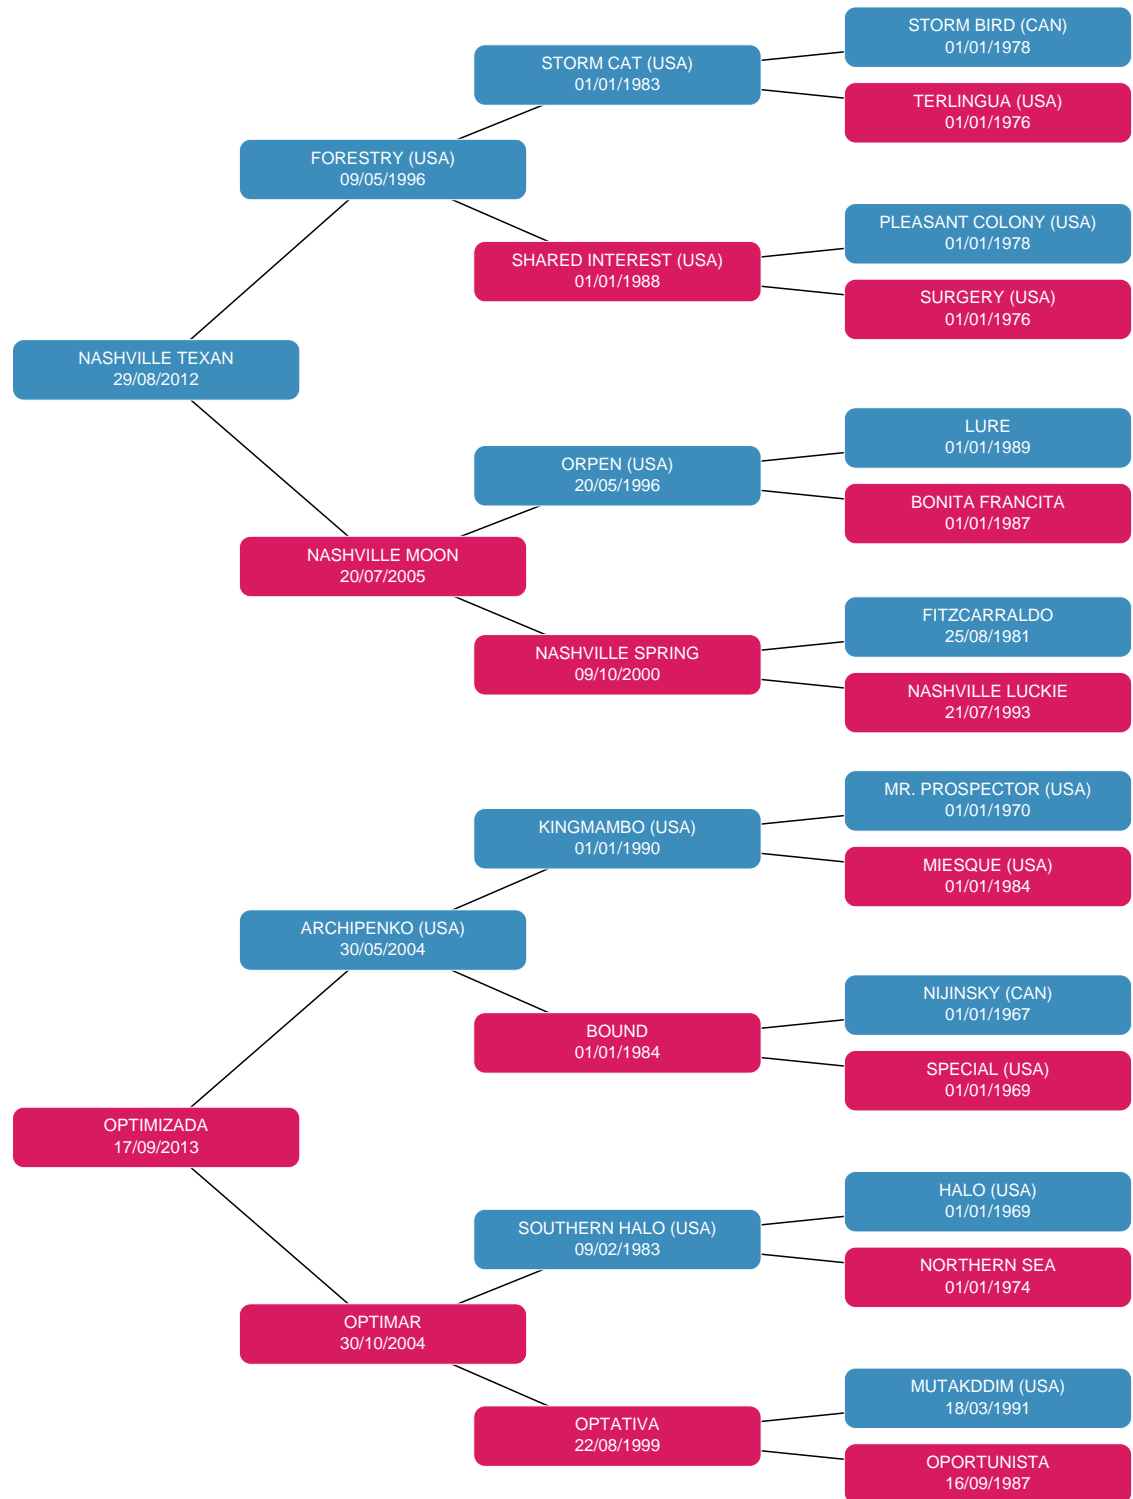 STORM BIRD (CAN)
01/01/1978
STORM CAT (USA)
01/01/1983
TERLINGUA (USA)
01/01/1976
FORESTRY (USA)
09/05/1996
PLEASANT COLONY (USA)
01/01/1978
SHARED INTEREST (USA)
01/01/1988
SURGERY (USA)
01/01/1976
NASHVILLE TEXAN
29/08/2012
LURE
01/01/1989
ORPEN (USA)
20/05/1996
BONITA FRANCITA
01/01/1987
NASHVILLE MOON
20/07/2005
FITZCARRALDO
25/08/1981
NASHVILLE SPRING
09/10/2000
NASHVILLE LUCKIE
21/07/1993
MR. PROSPECTOR (USA)
01/01/1970
KINGMAMBO (USA)
01/01/1990
MIESQUE (USA)
01/01/1984
ARCHIPENKO (USA)
30/05/2004
NIJINSKY (CAN)
01/01/1967
BOUND
01/01/1984
SPECIAL (USA)
01/01/1969
OPTIMIZADA
17/09/2013
HALO (USA)
01/01/1969
SOUTHERN HALO (USA)
09/02/1983
NORTHERN SEA
01/01/1974
OPTIMAR
30/10/2004
MUTAKDDIM (USA)
18/03/1991
OPTATIVA
22/08/1999
OPORTUNISTA
16/09/1987